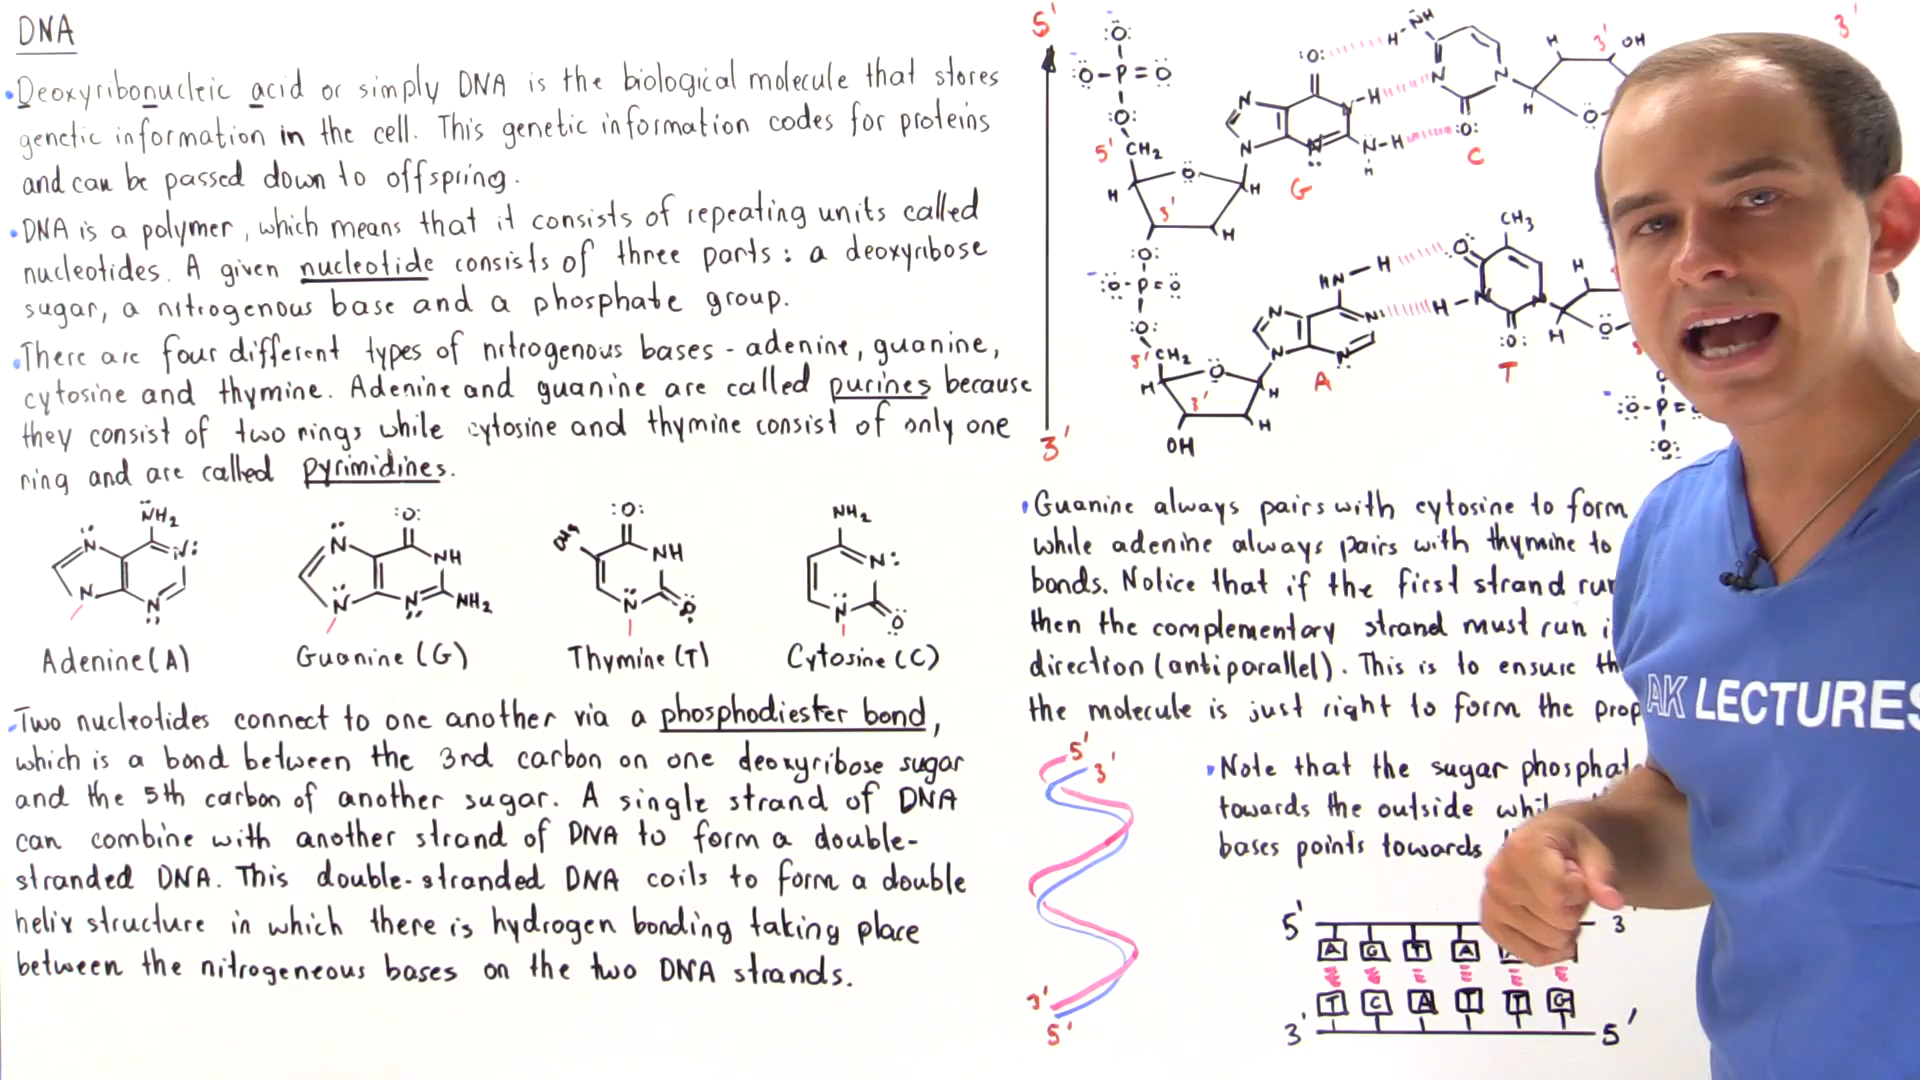 DNA
•Deoxyribonucleic acid or simply DNA is the biological molecule that stores
genetic information in the cell. This genetic information codes for proteins
and can be passed down to offspring.
•DNA is a polymer, which means that it consists of repeating units called
nucleotides. A given nucleotide consists of three parts: a deoxyribose
sugar, a nitrogenous base and a phosphate group.
•There are four different types of nitrogenous bases - adenine, guanine,
cytosine and thymine. Adenine and guanine are called purines because
they consist of two rings while cytosine and thymine consist of only one
ring and are called pyrimidines.
NH2
N
N:
N
N
Adenine (A)
:O:
N
NH
N
N
NH2
Guanine (G)
:O:
CH3
NH
N
O
Thymine (T)
NH2
N:
N
O
Cytosine (C)
•Two nucleotides connect to one another via a phosphodiester bond,
which is a bond between the 3rd carbon on one deoxyribose sugar
and the 5th carbon of another sugar. A single strand of DNA
can combine with another strand of DNA to form a double-
stranded DNA. This double-stranded DNA coils to form a double
helix structure in which there is hydrogen bonding taking place
between the nitrogeneous bases on the two DNA strands.
5'
3'
:O:
:O-P=O
:O:
5' CH2
H
O
H
3'
H
N
N
:O:
N-H
N
N-H
H
G
H-NH
N
N
:O:
C
H
3' OH
H
O
3'
:O:
:O-P=O
:O:
5' CH2
H
O
H
3'
H
OH
N
N
HN-H
N:
N
A
CH3
O
H-N
N
:O:
T
H
H
O
:O-P=
:O:
•Guanine always pairs with cytosine to form
while adenine always pairs with thymine to
bonds. Notice that if the first strand
then the complementary strand must run
direction (antiparallel). This is to ensure
the molecule is just right to form the
AK LECTURES
5'
3'
3'
5'
•Note that the sugar
towards the outside
bases points towards
5' 3'
A G T A
T C A T T G
3' 5'